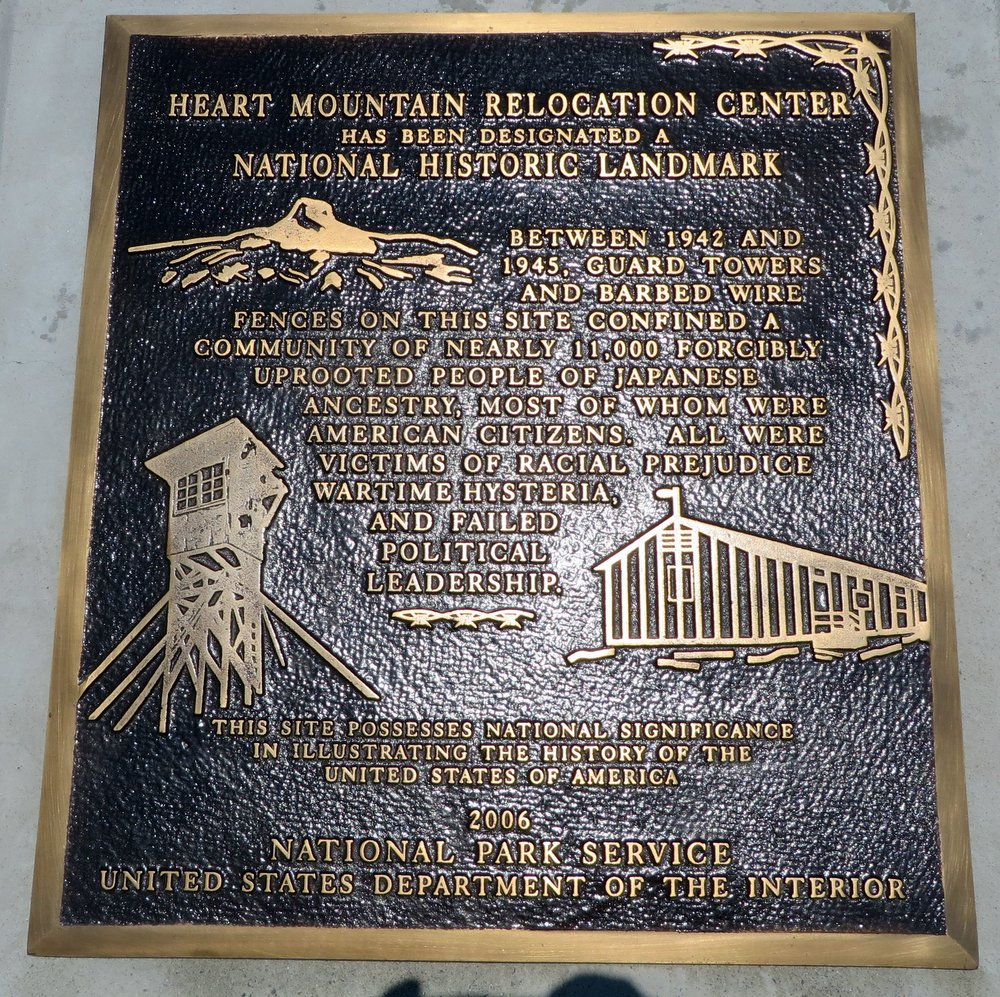 HEART MOUNTAIN RELOCATION CENTER
HAS BEEN DESIGNATED A
NATIONAL HISTORIC LANDMARK
BETWEEN 1942 AND
1945, GUARD TOWERS
AND BARBED WIRE
FENCES ON THIS SITE CONFINED A
COMMUNITY OF NEARLY 11,000 FORCIBLY
UPROOTED PEOPLE OF JAPANESE
ANCESTRY, MOST OF WHOM WERE
AMERICAN CITIZENS. ALL WERE
VICTIMS OF RACIAL PREJUDICE
WARTIME HYSTERIA,
AND FAILED
POLITICAL
LEADERSHIP.
THIS SITE POSSESSES NATIONAL SIGNIFICANCE
IN ILLUSTRATING THE HISTORY OF THE
UNITED STATES OF AMERICA
2006
NATIONAL PARK SERVICE
UNITED STATES DEPARTMENT OF THE INTERIOR